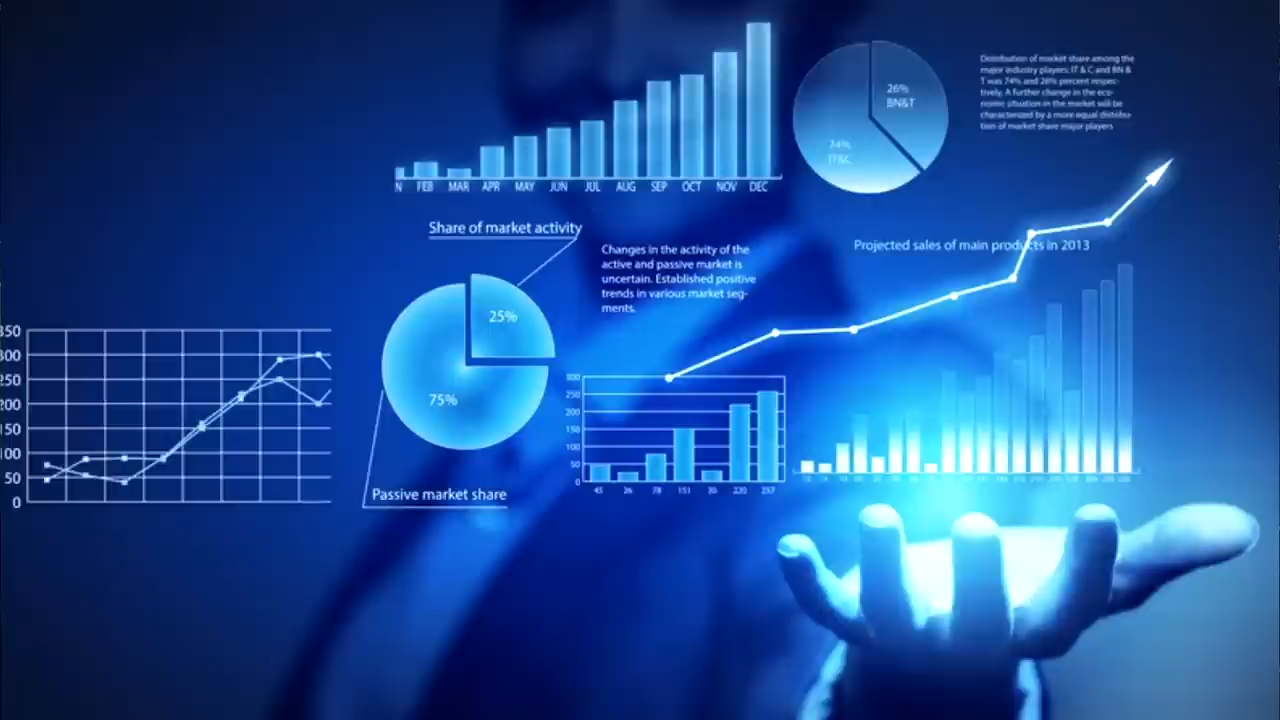 N FEB MAR APR MAY JUN JUL AUG SEP OCT NOV DEC
26%
BN&T
74%
IT&C
Distribution of market share among the
major industry players: IT & C and BN &
T was 74% and 26% percent respec-
tively. A further change in the eco-
nomic situation in the market will be
characterized by a more equal distribu-
tion of market share major players
Share of market activity
25%
75%
Passive market share
Changes in the activity of the
active and passive market is
uncertain. Established positive
trends in various market seg-
ments.
Projected sales of main products in 2013
350
300
250
200
150
100
50
0
300
250
200
150
100
50
0
45 26 78 151 30 220 257